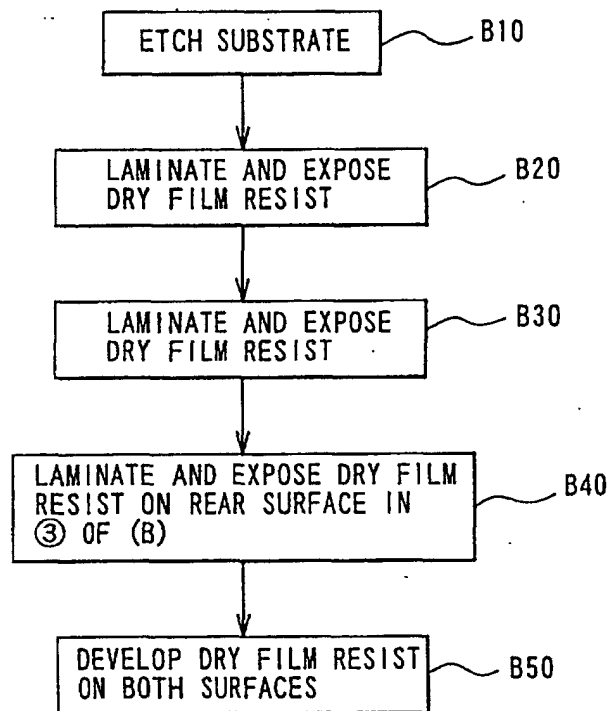 ETCH SUBSTRATE
B10
LAMINATE AND EXPOSE
DRY FILM RESIST
B20
LAMINATE AND EXPOSE
DRY FILM RESIST
B30
LAMINATE AND EXPOSE DRY FILM
RESIST ON REAR SURFACE IN
③ OF (B)
B40
DEVELOP DRY FILM RESIST
ON BOTH SURFACES
B50